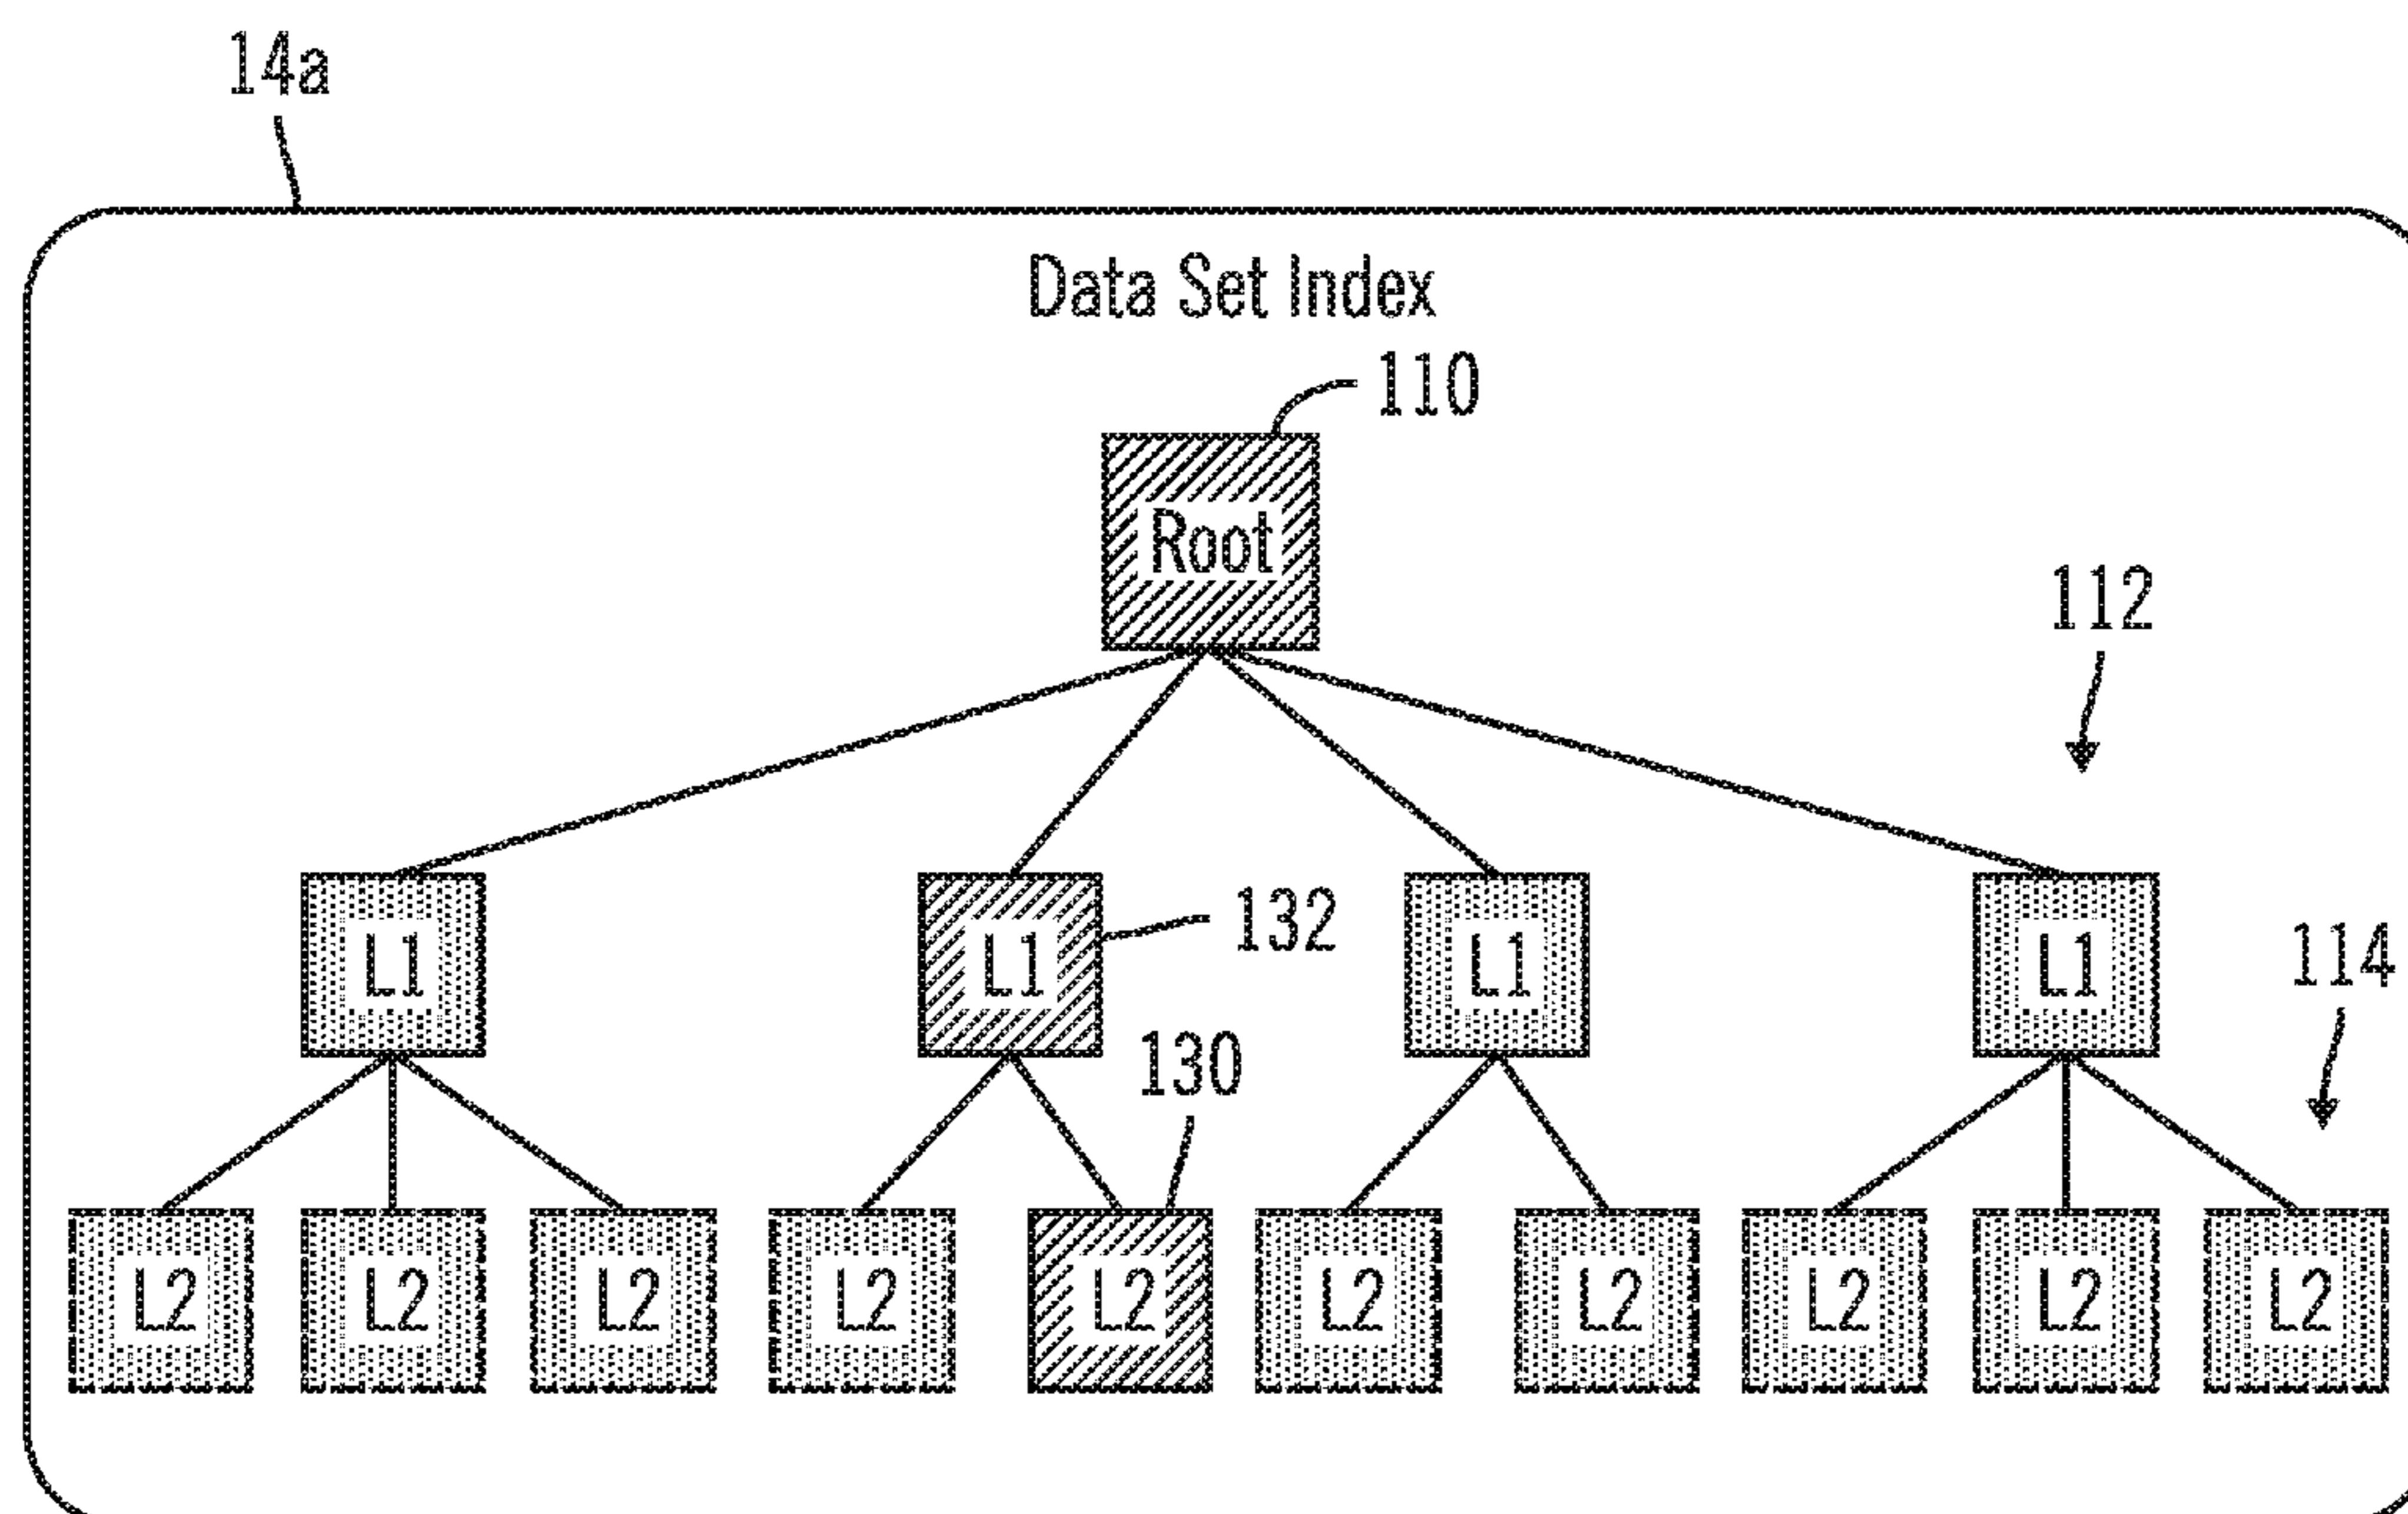 14a
Data Set Index
110
Root
112
L1 L1 132 L1 L1
114
130
L2 L2 L2 L2 L2 L2 L2 L2 L2 L2